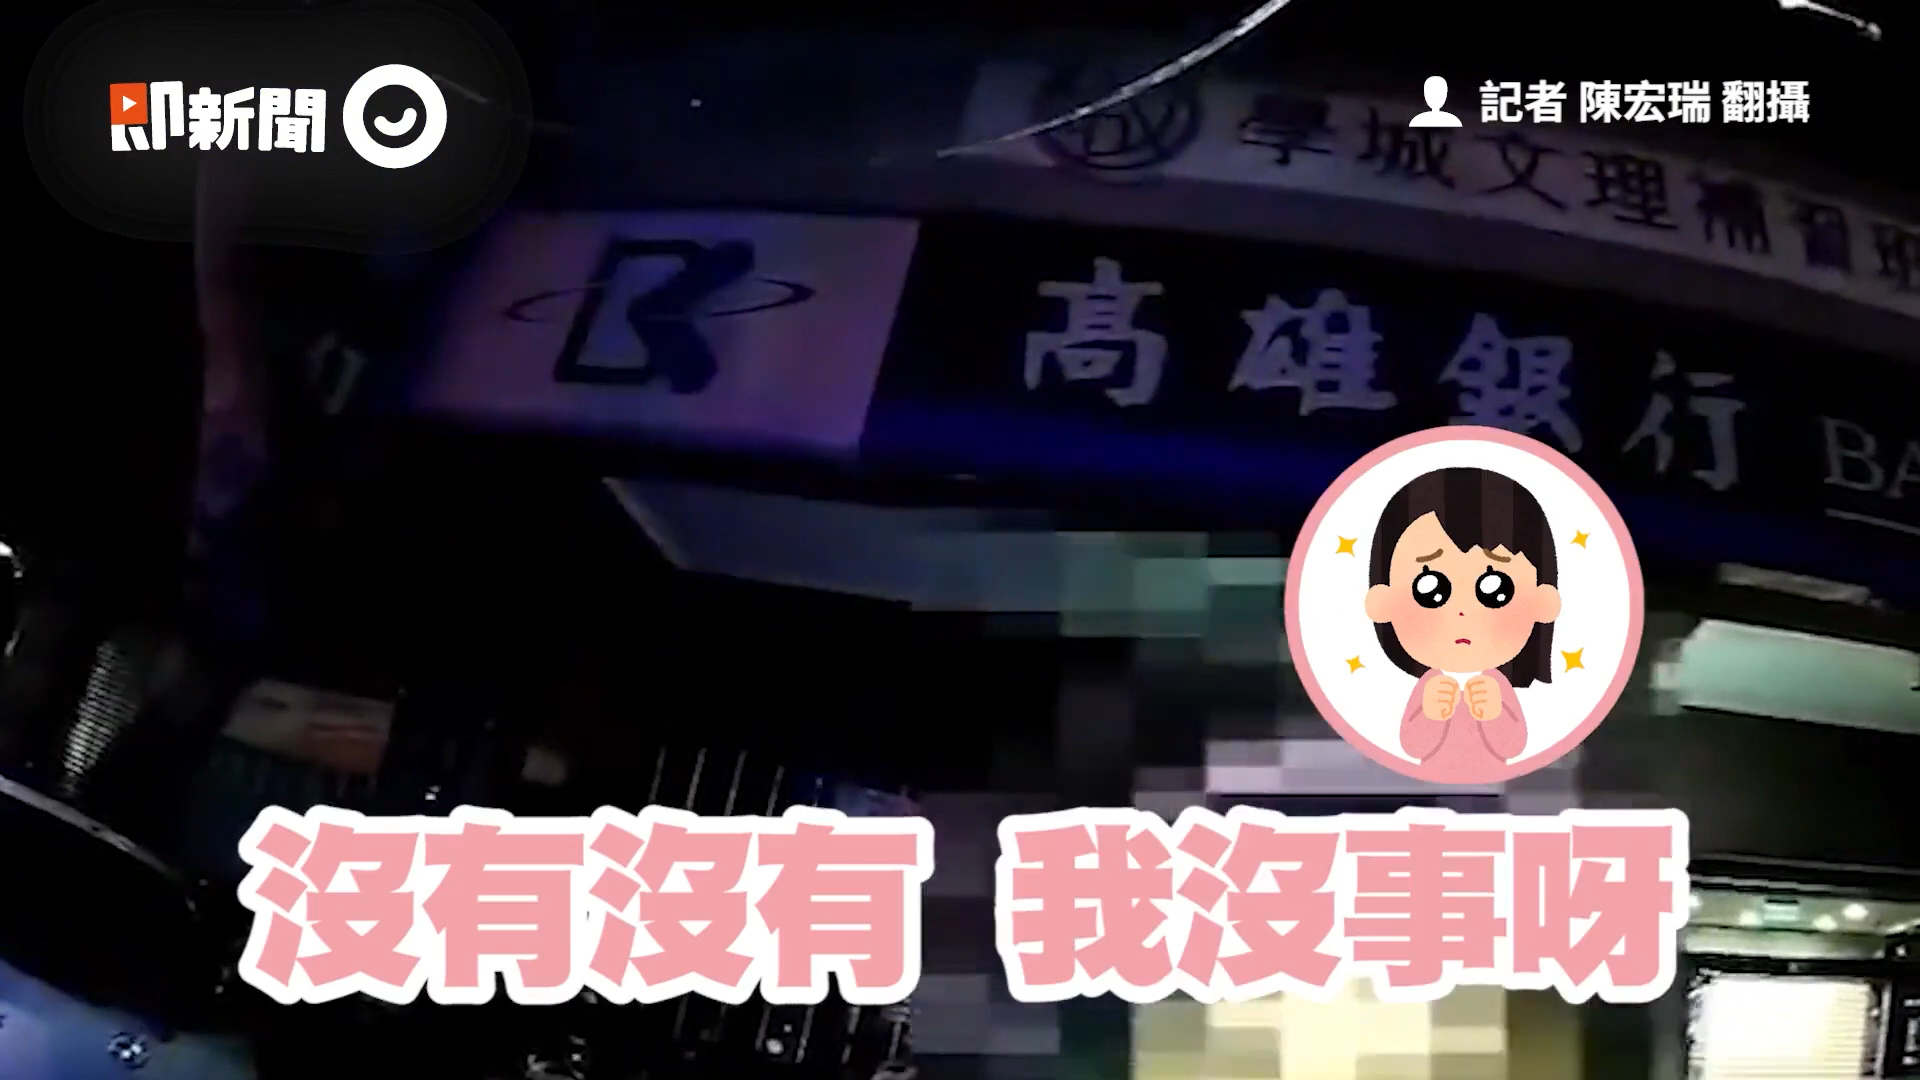 即新聞
記者 陳宏瑞 翻攝
學城文理補習班
高雄銀行 BA
沒有沒有 我沒事呀